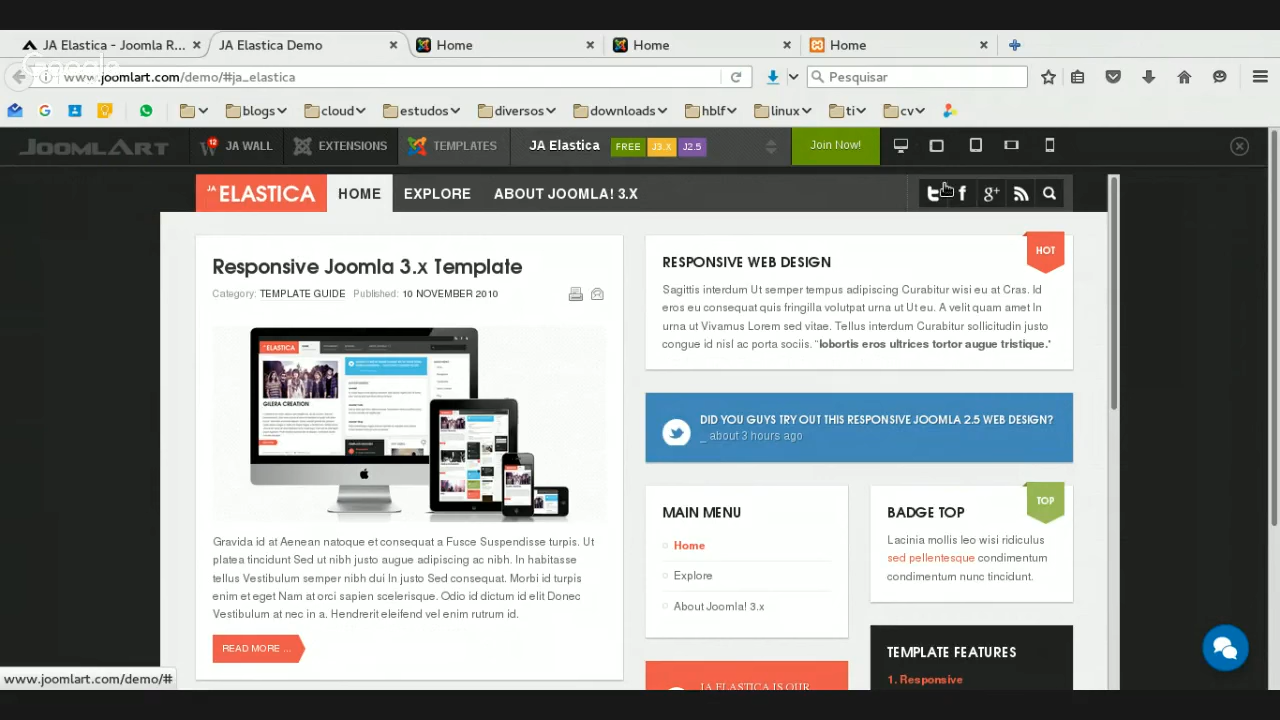 JA Elastica - Joomla R...
JA Elastica Demo
Home
Home
Home
Google
www.joomlart.com/demo/#ja_elastica
Pesquisar
blogs
cloud
estudos
diversos
downloads
hblf
linux
ti
cv
JOOMLART
12
JA WALL
EXTENSIONS
TEMPLATES
JA Elastica
FREE
J3.X
J2.5
Join Now!
JA ELASTICA
HOME
EXPLORE
ABOUT JOOMLA! 3.X
Responsive Joomla 3.x Template
Category: TEMPLATE GUIDE Published: 10 NOVEMBER 2010
ELASTICA
GILERA CREATION
Gravida id at Aenean natoque et consequat a Fusce Suspendisse turpis. Ut
platea tincidunt Sed ut nibh justo augue adipiscing ac nibh. In habitasse
tellus Vestibulum semper nibh dui In justo Sed consequat. Morbi id turpis
enim et eget Nam at orci sapien scelerisque. Odio id dictum id elit Donec
Vestibulum at nec in a. Hendrerit eleifend vel enim rutrum id.
READ MORE ...
HOT
RESPONSIVE WEB DESIGN
Sagittis interdum Ut semper tempus adipiscing Curabitur wisi eu at Cras. Id
eros eu consequat quis fringilla volutpat urna ut Ut eu. A velit quam amet In
urna ut Vivamus Lorem sed vitae. Tellus interdum Curabitur sollicitudin justo
congue id nisl ac porta sociis. "lobortis eros ultrices tortor augue tristique."
DID YOU GUYS TRY OUT THIS RESPONSIVE JOOMLA 2.5 WEB DESIGN?
_ about 3 hours ago
MAIN MENU
Home
Explore
About Joomla! 3.x
TOP
BADGE TOP
Lacinia mollis leo wisi ridiculus
sed pellentesque condimentum
condimentum nunc tincidunt.
JA ELASTICA IS OUR
TEMPLATE FEATURES
1. Responsive
www.joomlart.com/demo/#